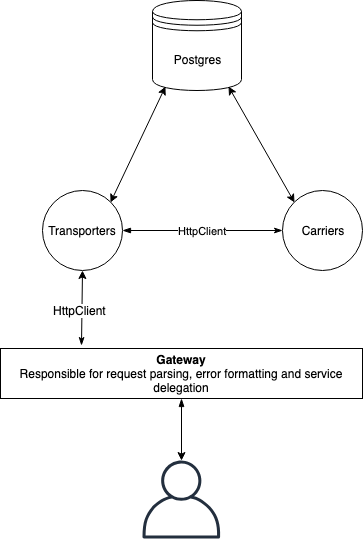 Postgres
Transporters
HttpClient
Carriers
HttpClient
Gateway
Responsible for request parsing, error formatting and service
delegation